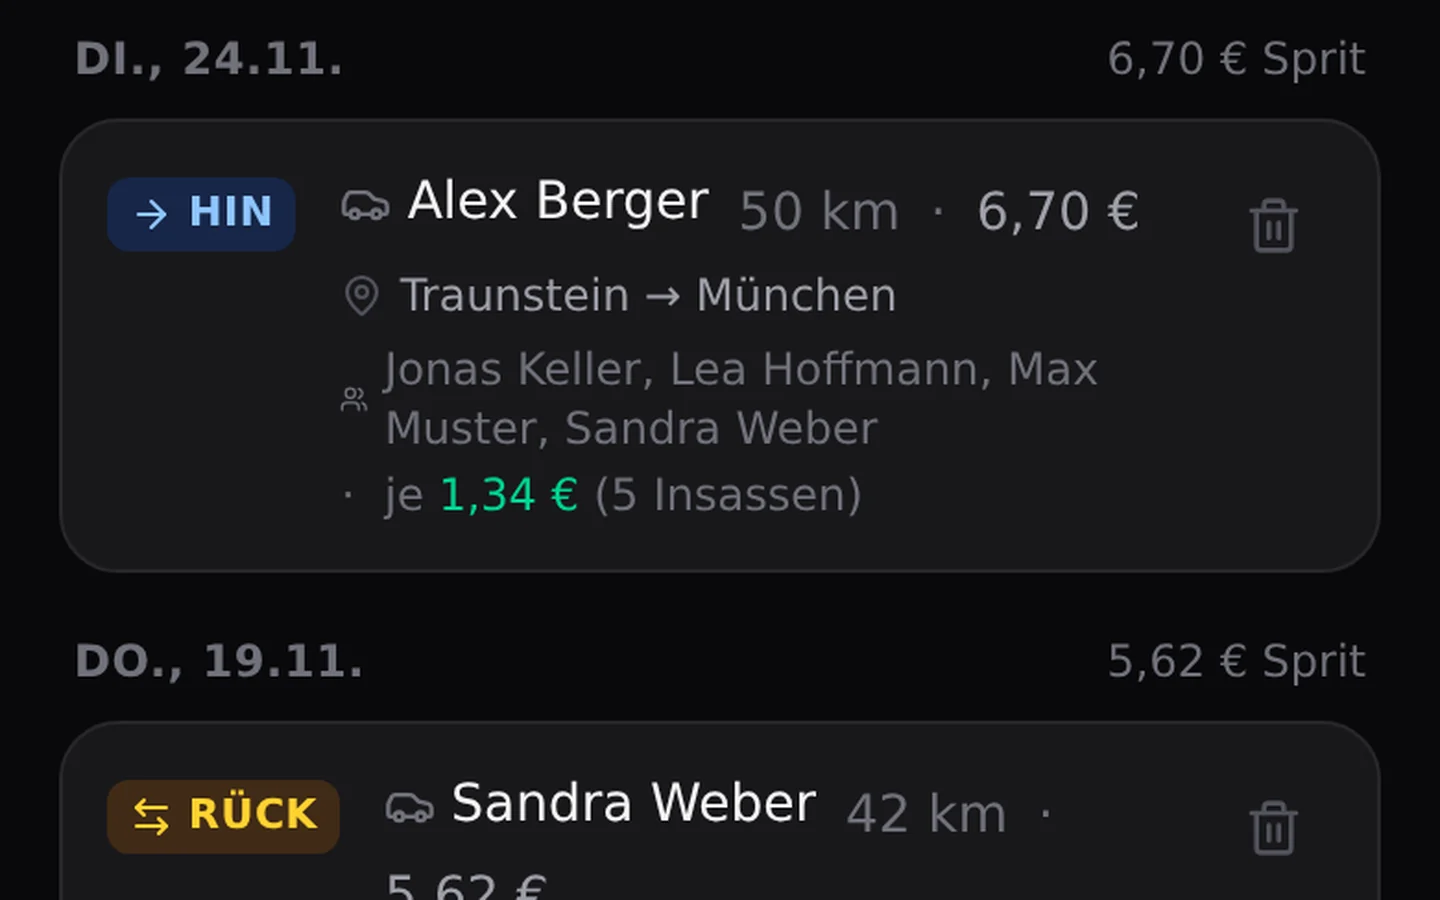 DI., 24.11. 6,70 € Sprit
→ HIN Alex Berger 50 km · 6,70 €
Traunstein → München
Jonas Keller, Lea Hoffmann, Max
Muster, Sandra Weber
· je 1,34 € (5 Insassen)
DO., 19.11. 5,62 € Sprit
RÜCK Sandra Weber 42 km ·
5,62 €